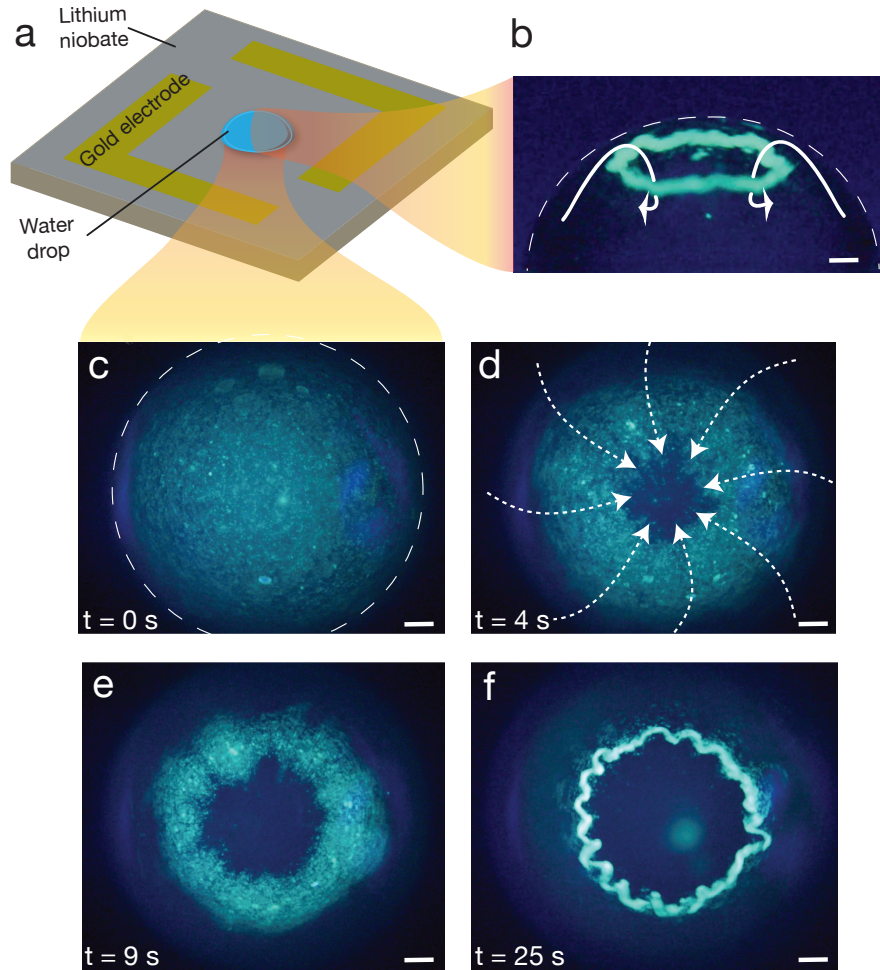 a
Lithium
niobate
Gold electrode
Water
drop
b
c
t = 0 s
d
t = 4 s
e
t = 9 s
f
t = 25 s